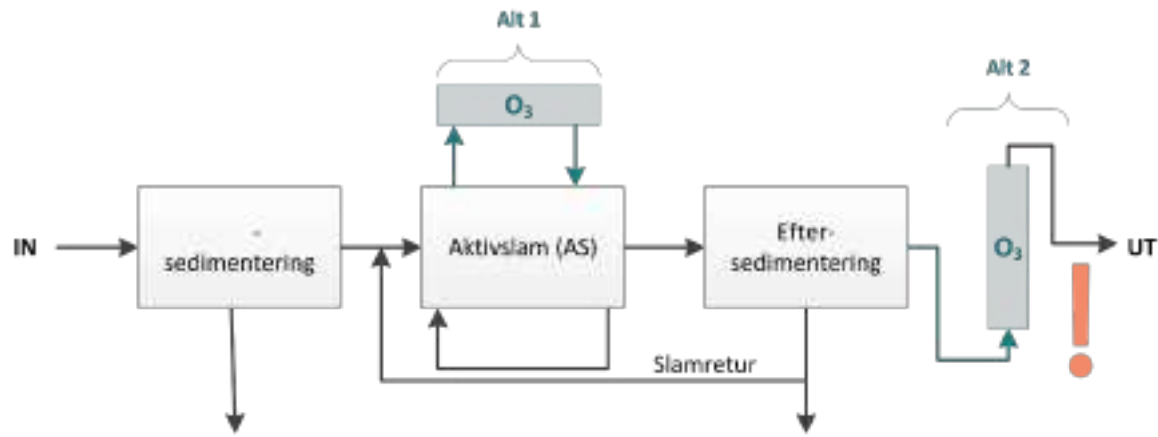 Alt 1
Alt 2
O₃
IN
-
sedimentering
Aktivslam (AS)
Efter-
sedimentering
O₃
UT
Slamretur